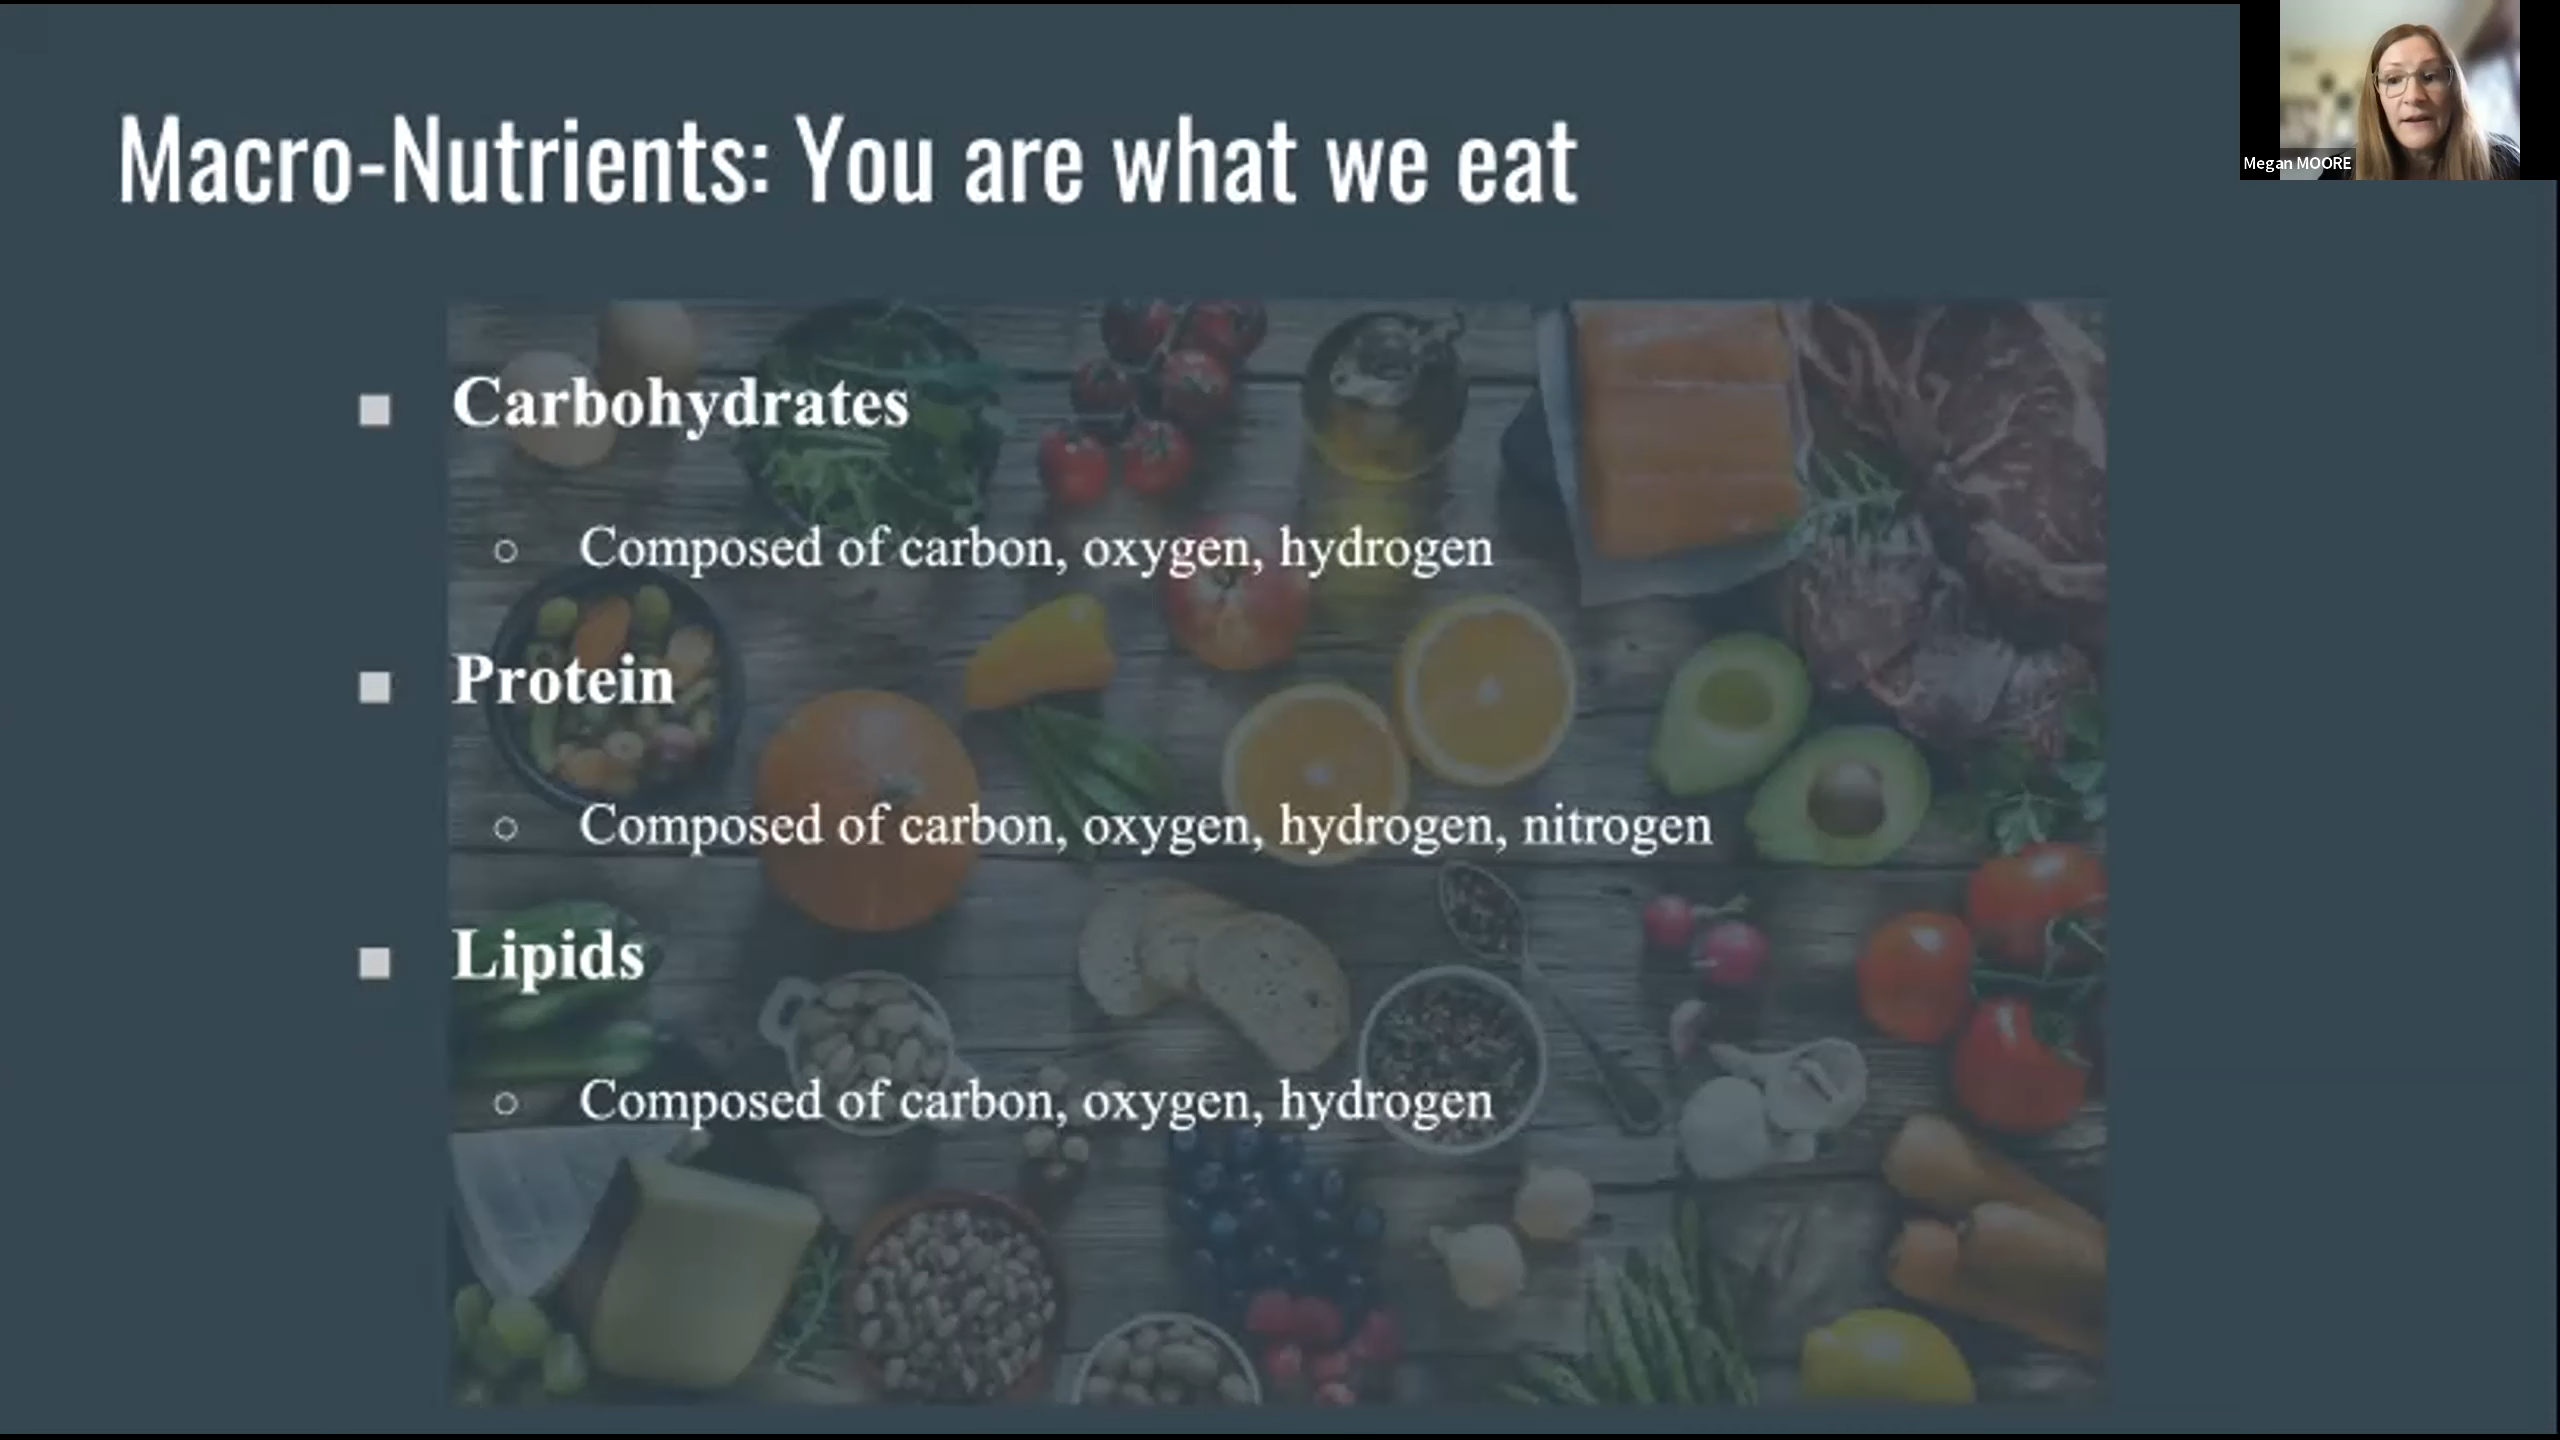 Macro-Nutrients: You are what we eat
Megan MOORE
Carbohydrates
Composed of carbon, oxygen, hydrogen
Protein
Composed of carbon, oxygen, hydrogen, nitrogen
Lipids
Composed of carbon, oxygen, hydrogen